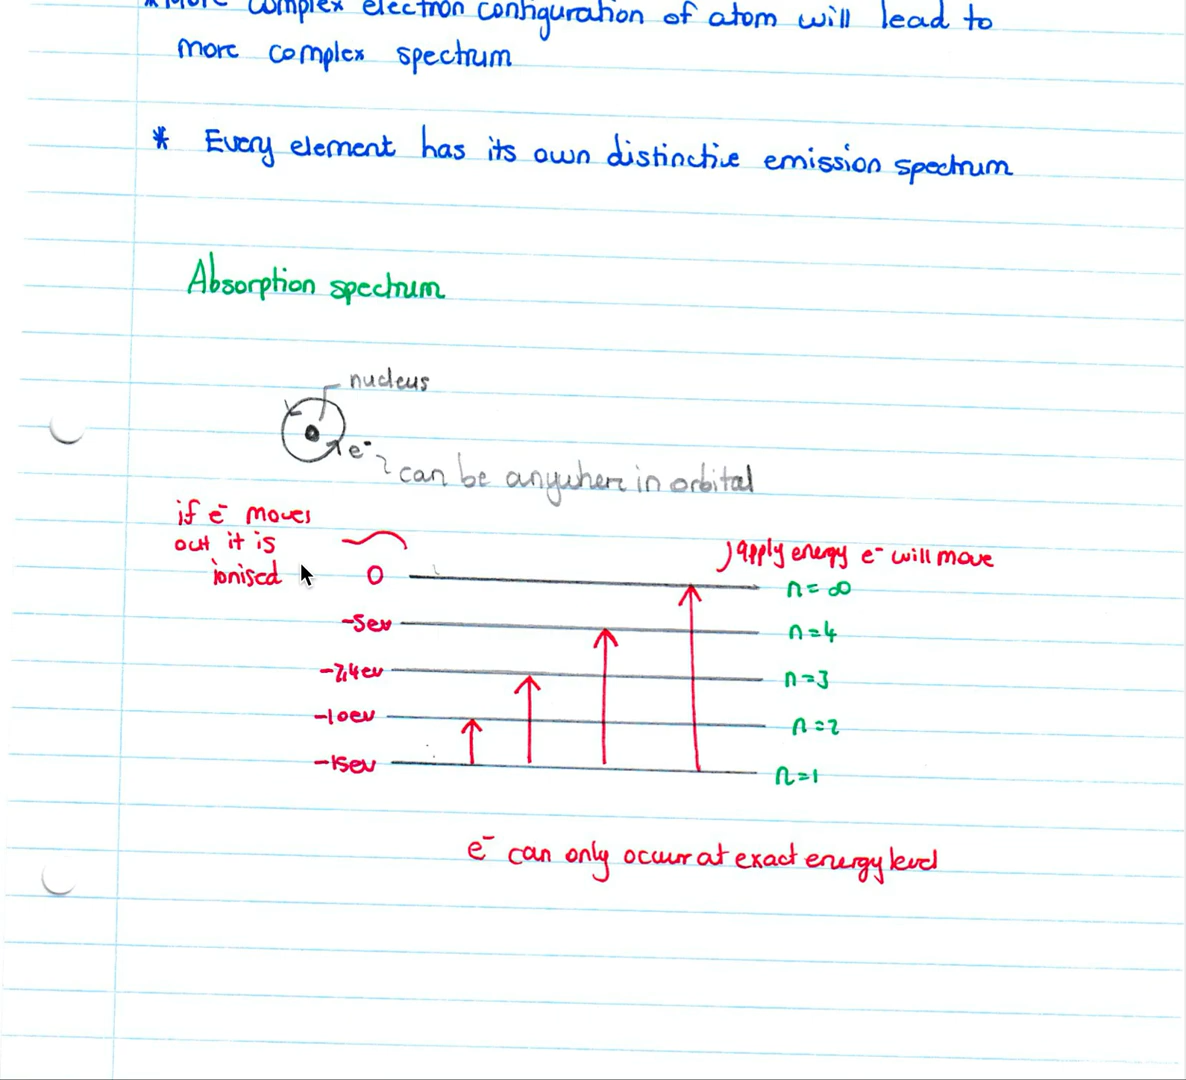 * More complex electron configuration of atom will lead to
more complex spectrum
* Every element has its own distinctive emission spectrum
Absorption spectrum
nucleus
e⁻
can be anywhere in orbital
if e⁻ moves
out it is
ionised
apply energy e⁻ will move
0 n=∞
-5ev n=4
-7,4ev n=3
-10ev n=2
-15ev n=1
e⁻ can only occurr at exact energy level